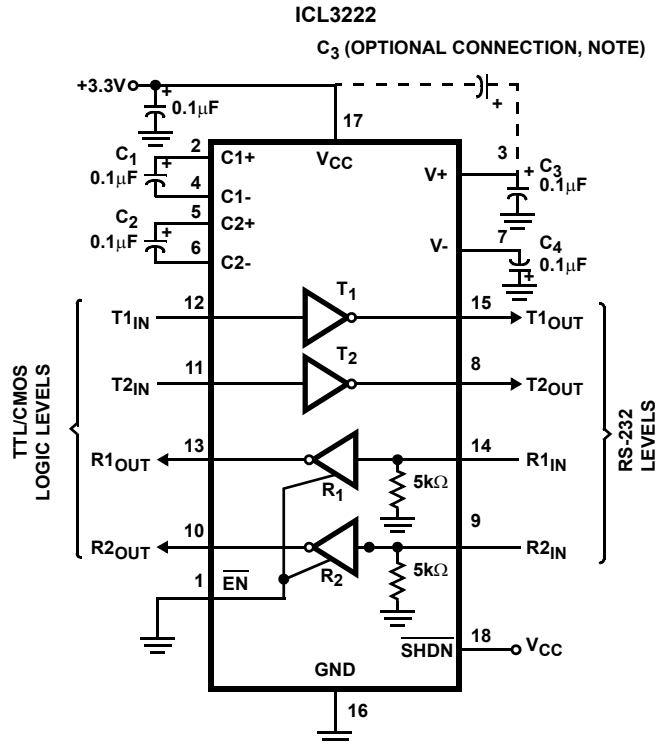 ICL3222
C3 (OPTIONAL CONNECTION, NOTE)
+3.3V
+
0.1μF
+
17
VCC
C1
0.1μF
+
2
C1+
4
C1-
3
V+
+
C3
0.1μF
C2
0.1μF
+
5
C2+
6
C2-
7
V-
C4
0.1μF
+
TTL/CMOS
LOGIC LEVELS
RS-232
LEVELS
T1IN
12
T1
15
T1OUT
T2IN
11
T2
8
T2OUT
R1OUT
13
R1
14
R1IN
5kΩ
R2OUT
10
R2
9
R2IN
5kΩ
1
EN
SHDN
18
VCC
GND
16